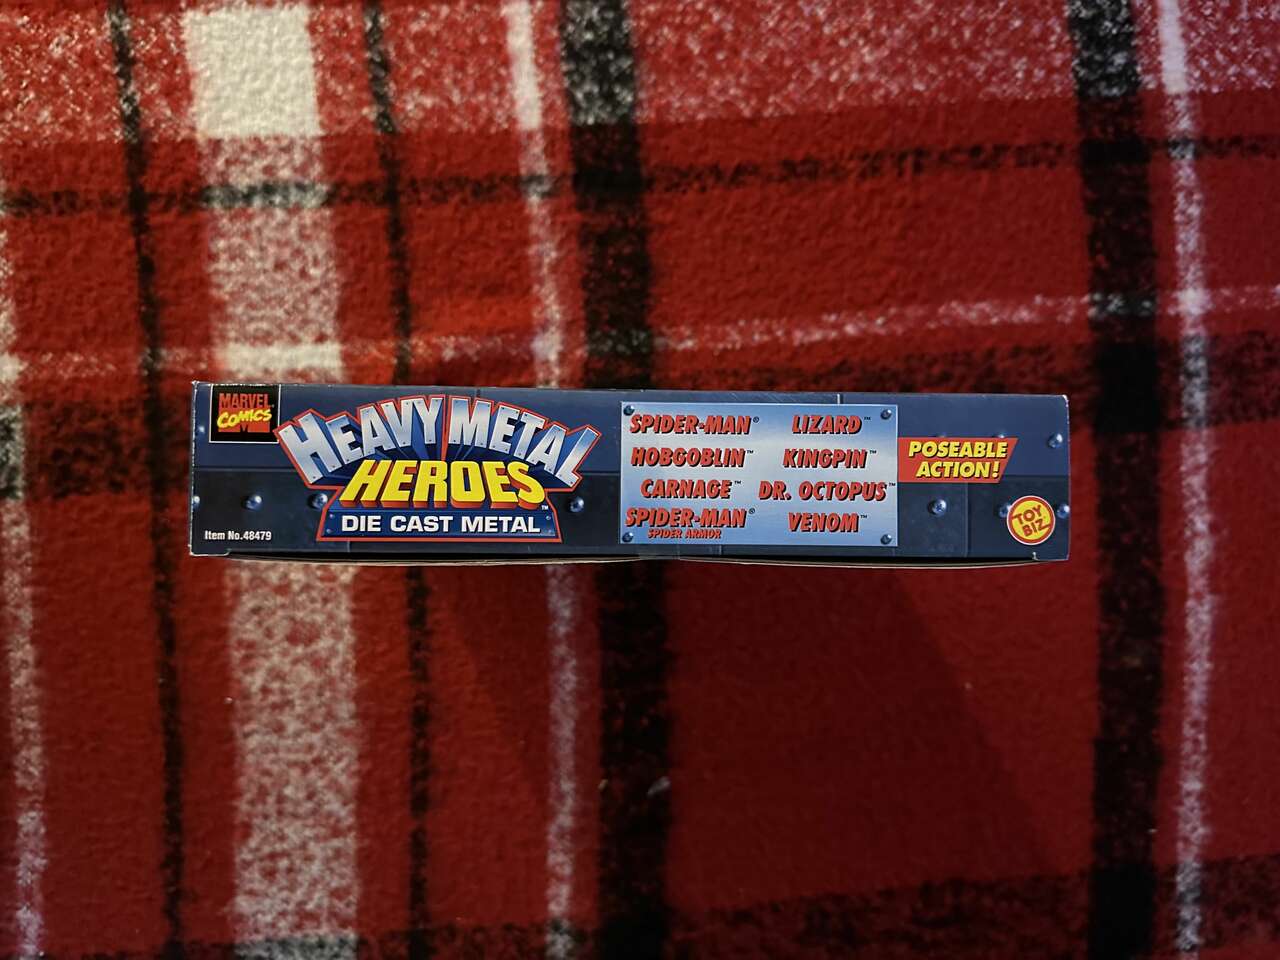 MARVEL
COMICS
HEAVY METAL
HEROES™
DIE CAST METAL
Item No.48479
SPIDER-MAN® LIZARD™
HOBGOBLIN™ KINGPIN™
CARNAGE™ DR. OCTOPUS™
SPIDER-MAN® VENOM™
SPIDER ARMOR
POSEABLE
ACTION!
TOY
BIZ